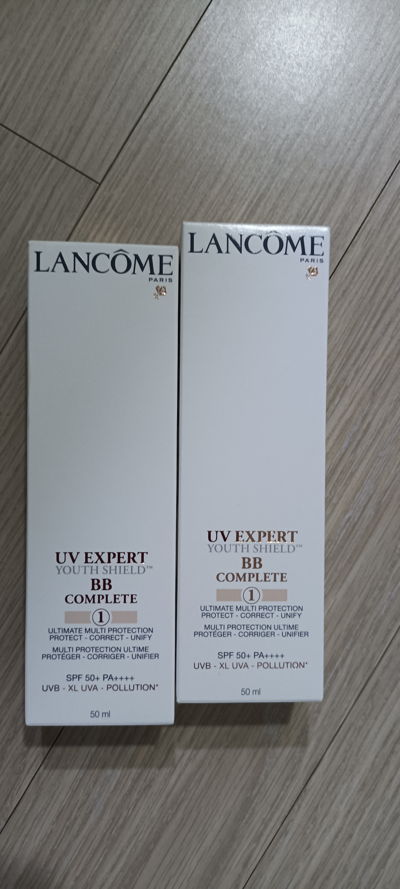 LANCÔME
PARIS
UV EXPERT
YOUTH SHIELD™
BB
COMPLETE
1
ULTIMATE MULTI PROTECTION
PROTECT - CORRECT - UNIFY
MULTI PROTECTION ULTIME
PROTÉGER - CORRIGER - UNIFIER
SPF 50+ PA++++
UVB - XL UVA - POLLUTION*
50 ml
LANCÔME
PARIS
UV EXPERT
YOUTH SHIELD™
BB
COMPLETE
1
ULTIMATE MULTI PROTECTION
PROTECT - CORRECT - UNIFY
MULTI PROTECTION ULTIME
PROTÉGER - CORRIGER - UNIFIER
SPF 50+ PA++++
UVB - XL UVA - POLLUTION*
50 ml